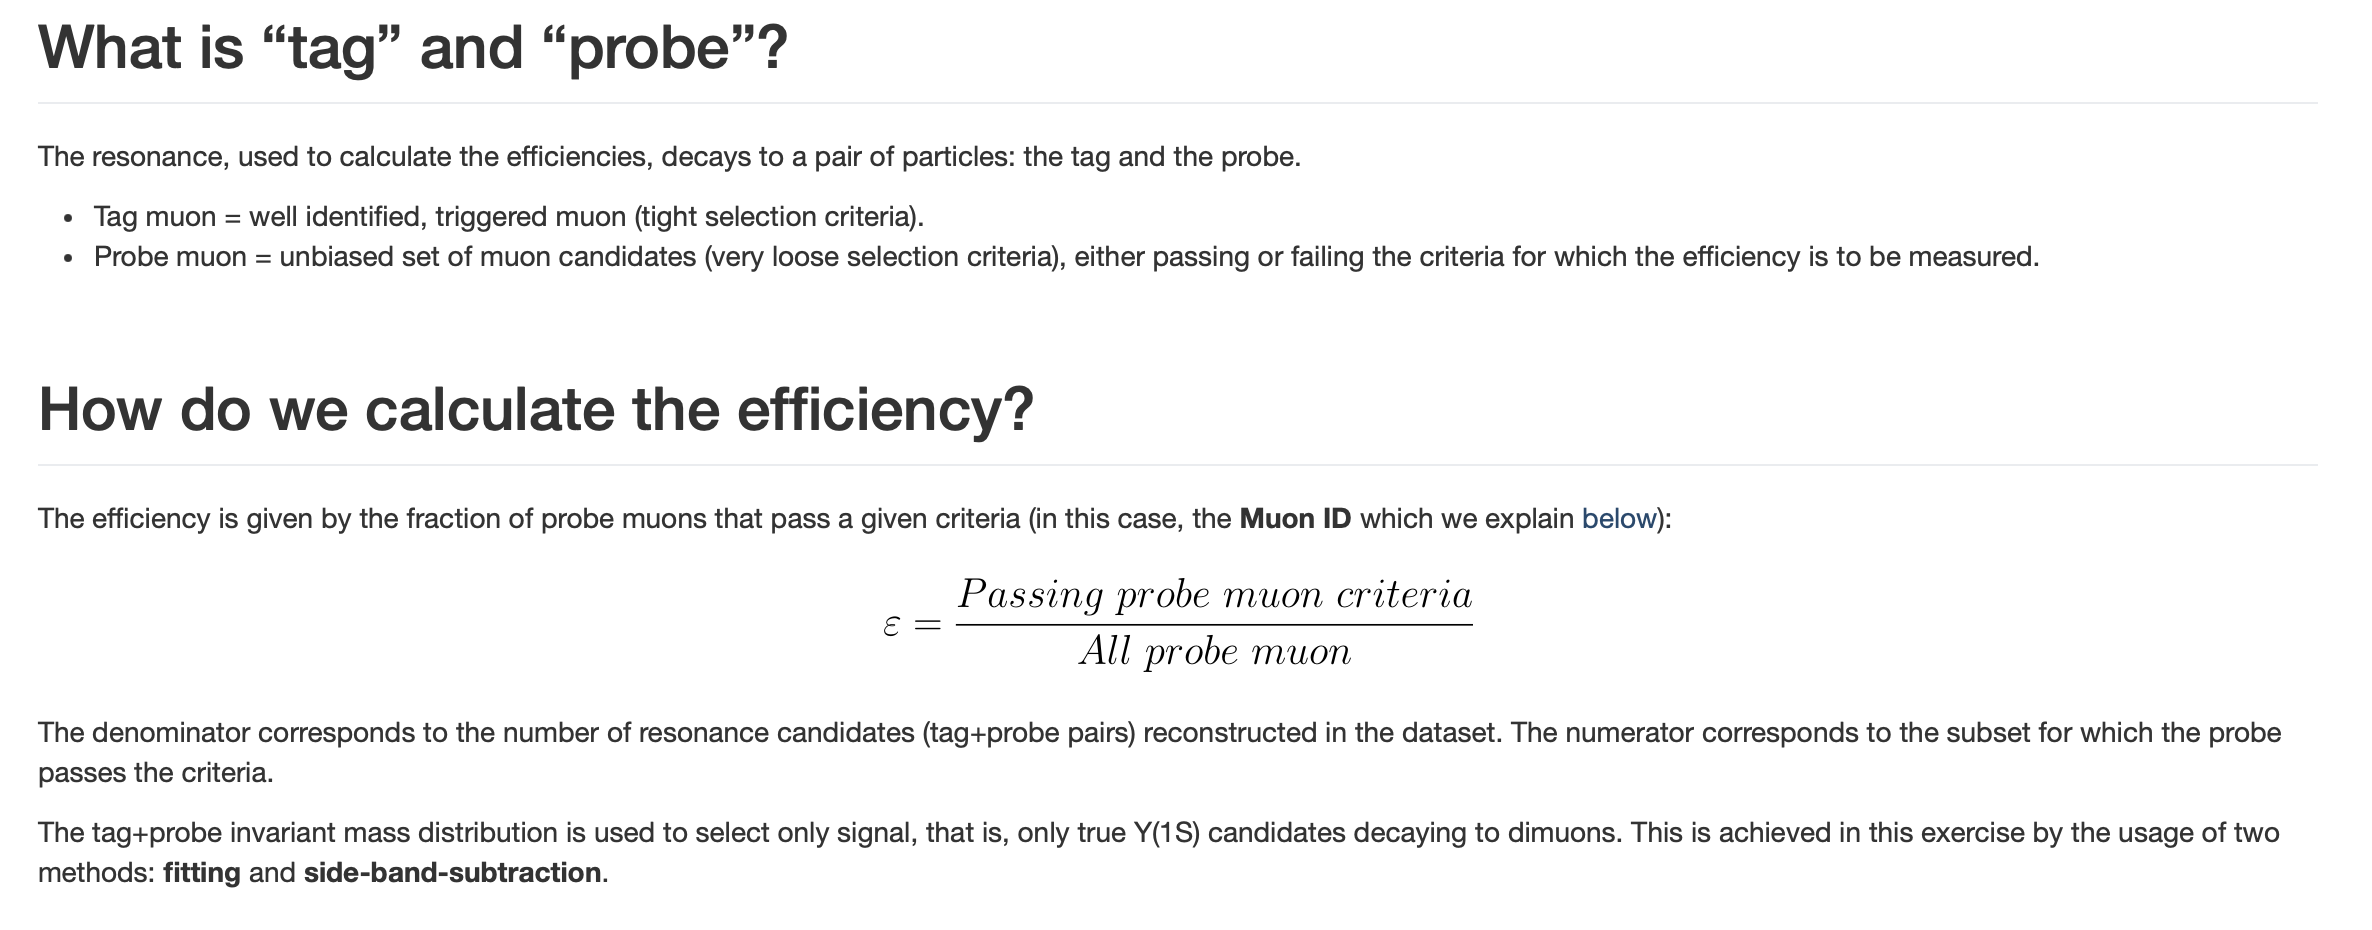 What is “tag” and “probe”?
The resonance, used to calculate the efficiencies, decays to a pair of particles: the tag and the probe.
• Tag muon = well identified, triggered muon (tight selection criteria).
• Probe muon = unbiased set of muon candidates (very loose selection criteria), either passing or failing the criteria for which the efficiency is to be measured.
How do we calculate the efficiency?
The efficiency is given by the fraction of probe muons that pass a given criteria (in this case, the Muon ID which we explain below):
Passing probe muon criteria
ε =
All probe muon
The denominator corresponds to the number of resonance candidates (tag+probe pairs) reconstructed in the dataset. The numerator corresponds to the subset for which the probe
passes the criteria.
The tag+probe invariant mass distribution is used to select only signal, that is, only true Y(1S) candidates decaying to dimuons. This is achieved in this exercise by the usage of two
methods: fitting and side-band-subtraction.